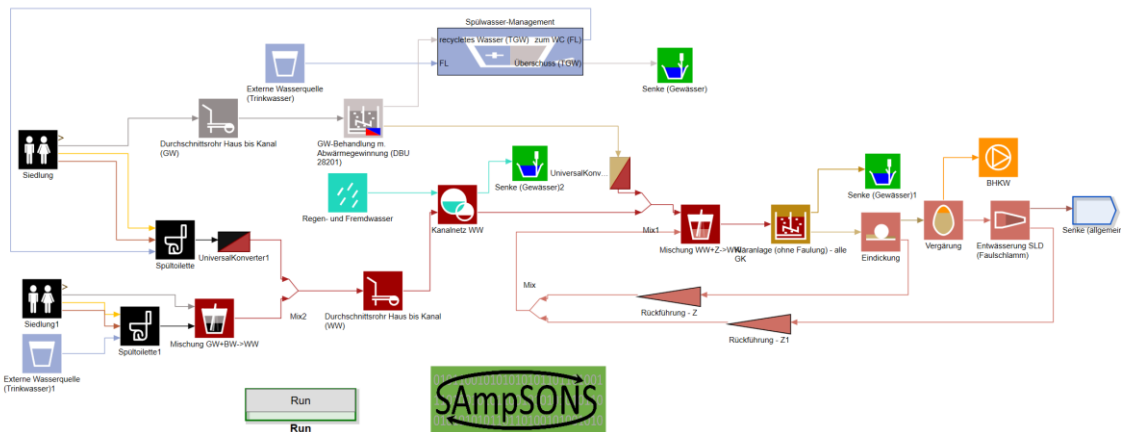 Spülwasser-Management
recycletes Wasser (TGW) zum WC (FL)
FL
Überschuss (TGW)
Externe Wasserquelle
(Trinkwasser)
Senke (Gewässer)
Durchschnittsrohr Haus bis Kanal
(GW)
GW-Behandlung m.
Abwärmegewinnung (DBU
28201)
>
Siedlung
Regen- und Fremdwasser
Senke (Gewässer)2
UniversalKonv...
Kanalnetz WW
Senke (Gewässer)1
BHKW
Mix1
Mischung WW+Z->WW
Kläranlage (ohne Faulung) - alle
GK
Eindickung
Vergärung
Entwässerung SLD
(Faulschlamm)
Senke (allgemein
Spültoilette
UniversalKonverter1
>
Siedlung1
Spültoilette1
Mischung GW+BW->WW
Mix2
Durchschnittsrohr Haus bis Kanal
(WW)
Mix
Rückführung - Z
Rückführung - Z1
Externe Wasserquelle
(Trinkwasser)1
Run
Run
SAmpSONS